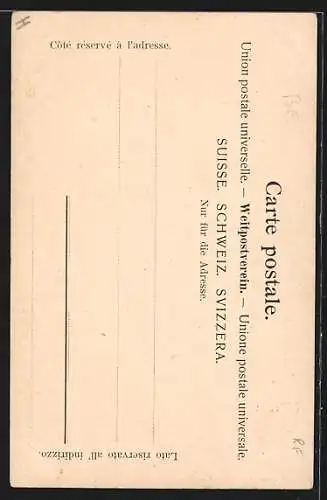 Carte postale.
Union postale universelle. — Weltpostverein. — Unione postale universale.
SUISSE. SCHWEIZ. SVIZZERA.
Nur für die Adresse.
Côté réservé à l'adresse.
Lato riservato all' indirizzo.
RF